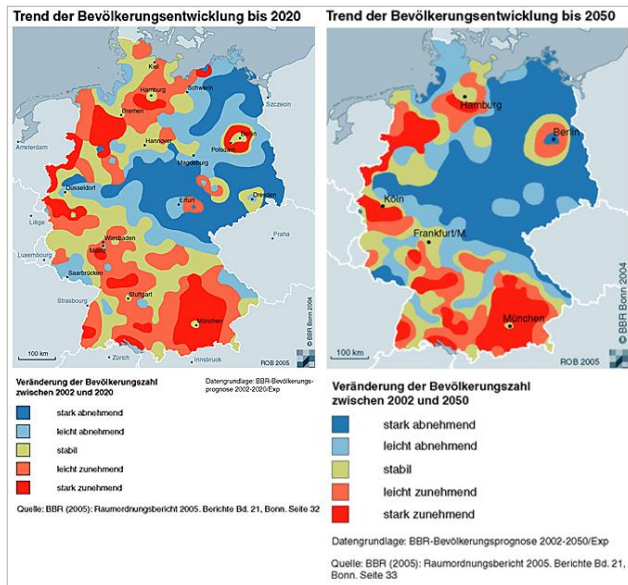 Trend der Bevölkerungsentwicklung bis 2020
Kiel
Hamburg
Schwerin
Szczecin
Bremen
Amsterdam
Berlin
Potsdam
Hannover
Magdeburg
Düsseldorf
Erfurt
Dresden
Liège
Wiesbaden
Mainz
Praha
Luxembourg
Saarbrücken
Strasbourg
Stuttgart
München
Zürich
Innsbruck
100 km
ROB 2005
© BBR Bonn 2004
Veränderung der Bevölkerungszahl
zwischen 2002 und 2020
Datengrundlage: BBR-Bevölkerungs-
prognose 2002-2020/Exp
stark abnehmend
leicht abnehmend
stabil
leicht zunehmend
stark zunehmend
Quelle: BBR (2005): Raumordnungsbericht 2005. Berichte Bd. 21, Bonn. Seite 32
Trend der Bevölkerungsentwicklung bis 2050
Hamburg
Berlin
Köln
Frankfurt/M.
München
100 km
ROB 2005
© BBR Bonn 2004
Veränderung der Bevölkerungszahl
zwischen 2002 und 2050
stark abnehmend
leicht abnehmend
stabil
leicht zunehmend
stark zunehmend
Datengrundlage: BBR-Bevölkerungsprognose 2002-2050/Exp
Quelle: BBR (2005): Raumordnungsbericht 2005. Berichte Bd. 21,
Bonn. Seite 33